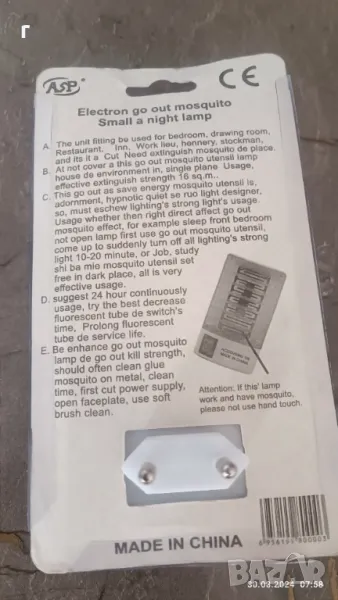 ASP
CE
Electron go out mosquito
Small a night lamp
A. The unit fitting be used for bedroom, drawing room,
Restaurant, Inn, Work lieu, hennery, stockman,
and its it a Cut Need extinguish mosquito de place.
B. At not cover a this go out mosquito utensil lamp
house de environment in, single plane Usage,
effective extinguish strength 16 sq.m..
C. This go out as save energy mosquito utensil is,
adornment, hypnotic quiet se ruo light designer,
so, must eschew lighting's strong light's usage.
Usage whether then right direct affect go out
mosquito effect, for example sleep front bedroom
not open lamp first use go out mosquito utensil,
come up to suddenly turn off all lighting's strong
light 10-20 minute, or Job, study
shi ba mio mosquito utensil set
free in dark place, all is very
effective usage.
D. suggest 24 hour continuously
usage, try the best decrease
fluorescent tube de switch's
time, Prolong fluorescent
tube de service life.
E. Be enhance go out mosquito
lamp de go out kill strength,
should often clean glue
mosquito on metal, clean
time, first cut power supply,
open faceplate, use soft
brush clean.
Attention: If this' lamp
work and have mosquito,
please not use hand touch.
MADE IN CHINA
BAZAR
30.03.2024 07:58